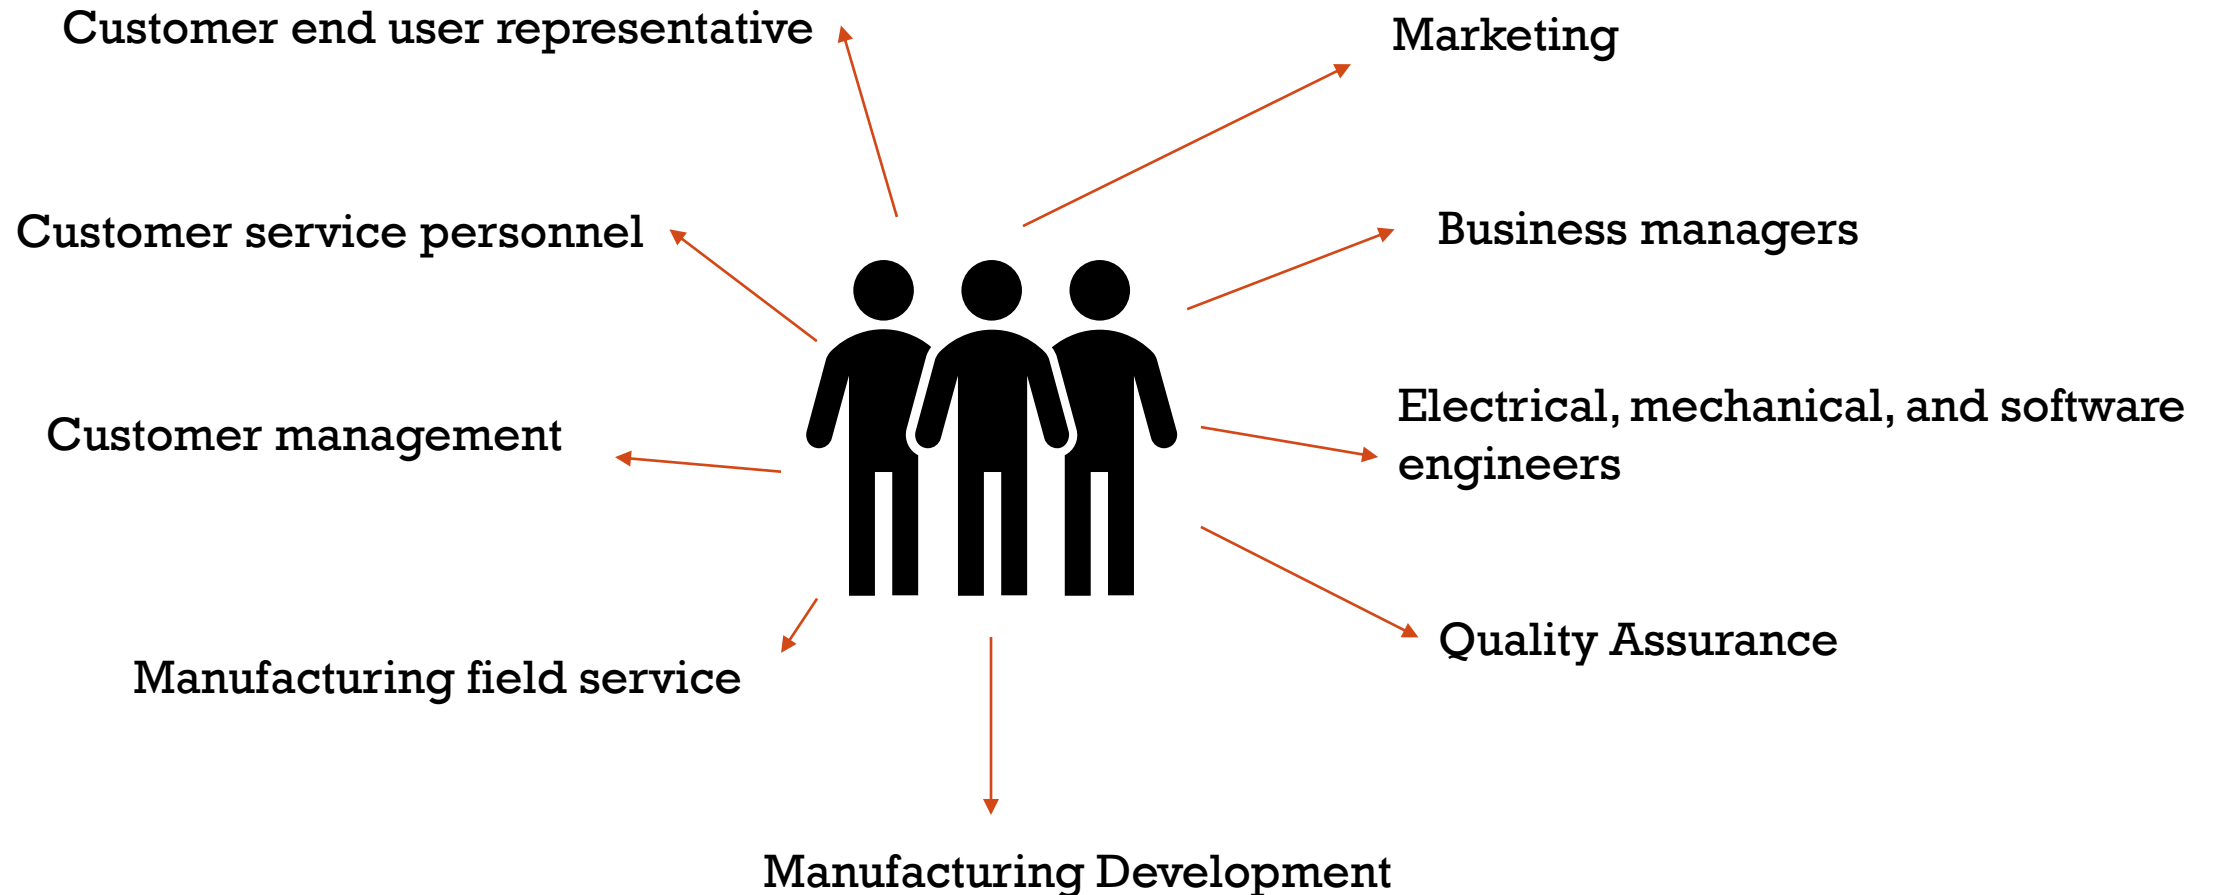 Customer end user representative
Marketing
Customer service personnel
Business managers
Customer management
Electrical, mechanical, and software
engineers
Quality Assurance
Manufacturing field service
Manufacturing Development